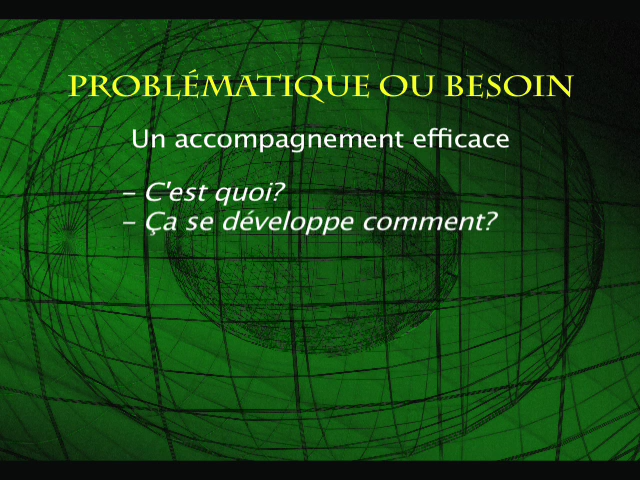 PROBLÉMATIQUE OU BESOIN
Un accompagnement efficace
– C'est quoi?
– Ça se développe comment?